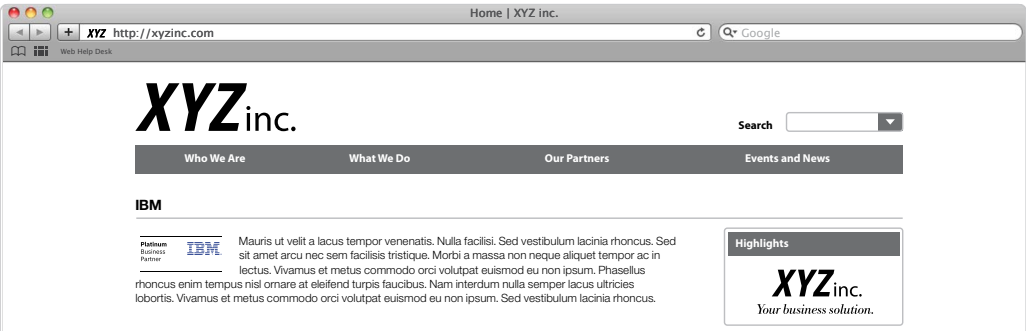 Home | XYZ inc.
XYZ http://xyzinc.com
Google
Web Help Desk
XYZinc.
Search
Who We Are What We Do Our Partners Events and News
IBM
Platinum
Business
Partner
IBM
Mauris ut velit a lacus tempor venenatis. Nulla facilisi. Sed vestibulum lacinia rhoncus. Sed
sit amet arcu nec sem facilisis tristique. Morbi a massa non neque aliquet tempor ac in
lectus. Vivamus et metus commodo orci volutpat euismod eu non ipsum. Phasellus
rhoncus enim tempus nisl ornare at eleifend turpis faucibus. Nam interdum nulla semper lacus ultricies
lobortis. Vivamus et metus commodo orci volutpat euismod eu non ipsum. Sed vestibulum lacinia rhoncus.
Highlights
XYZinc.
Your business solution.